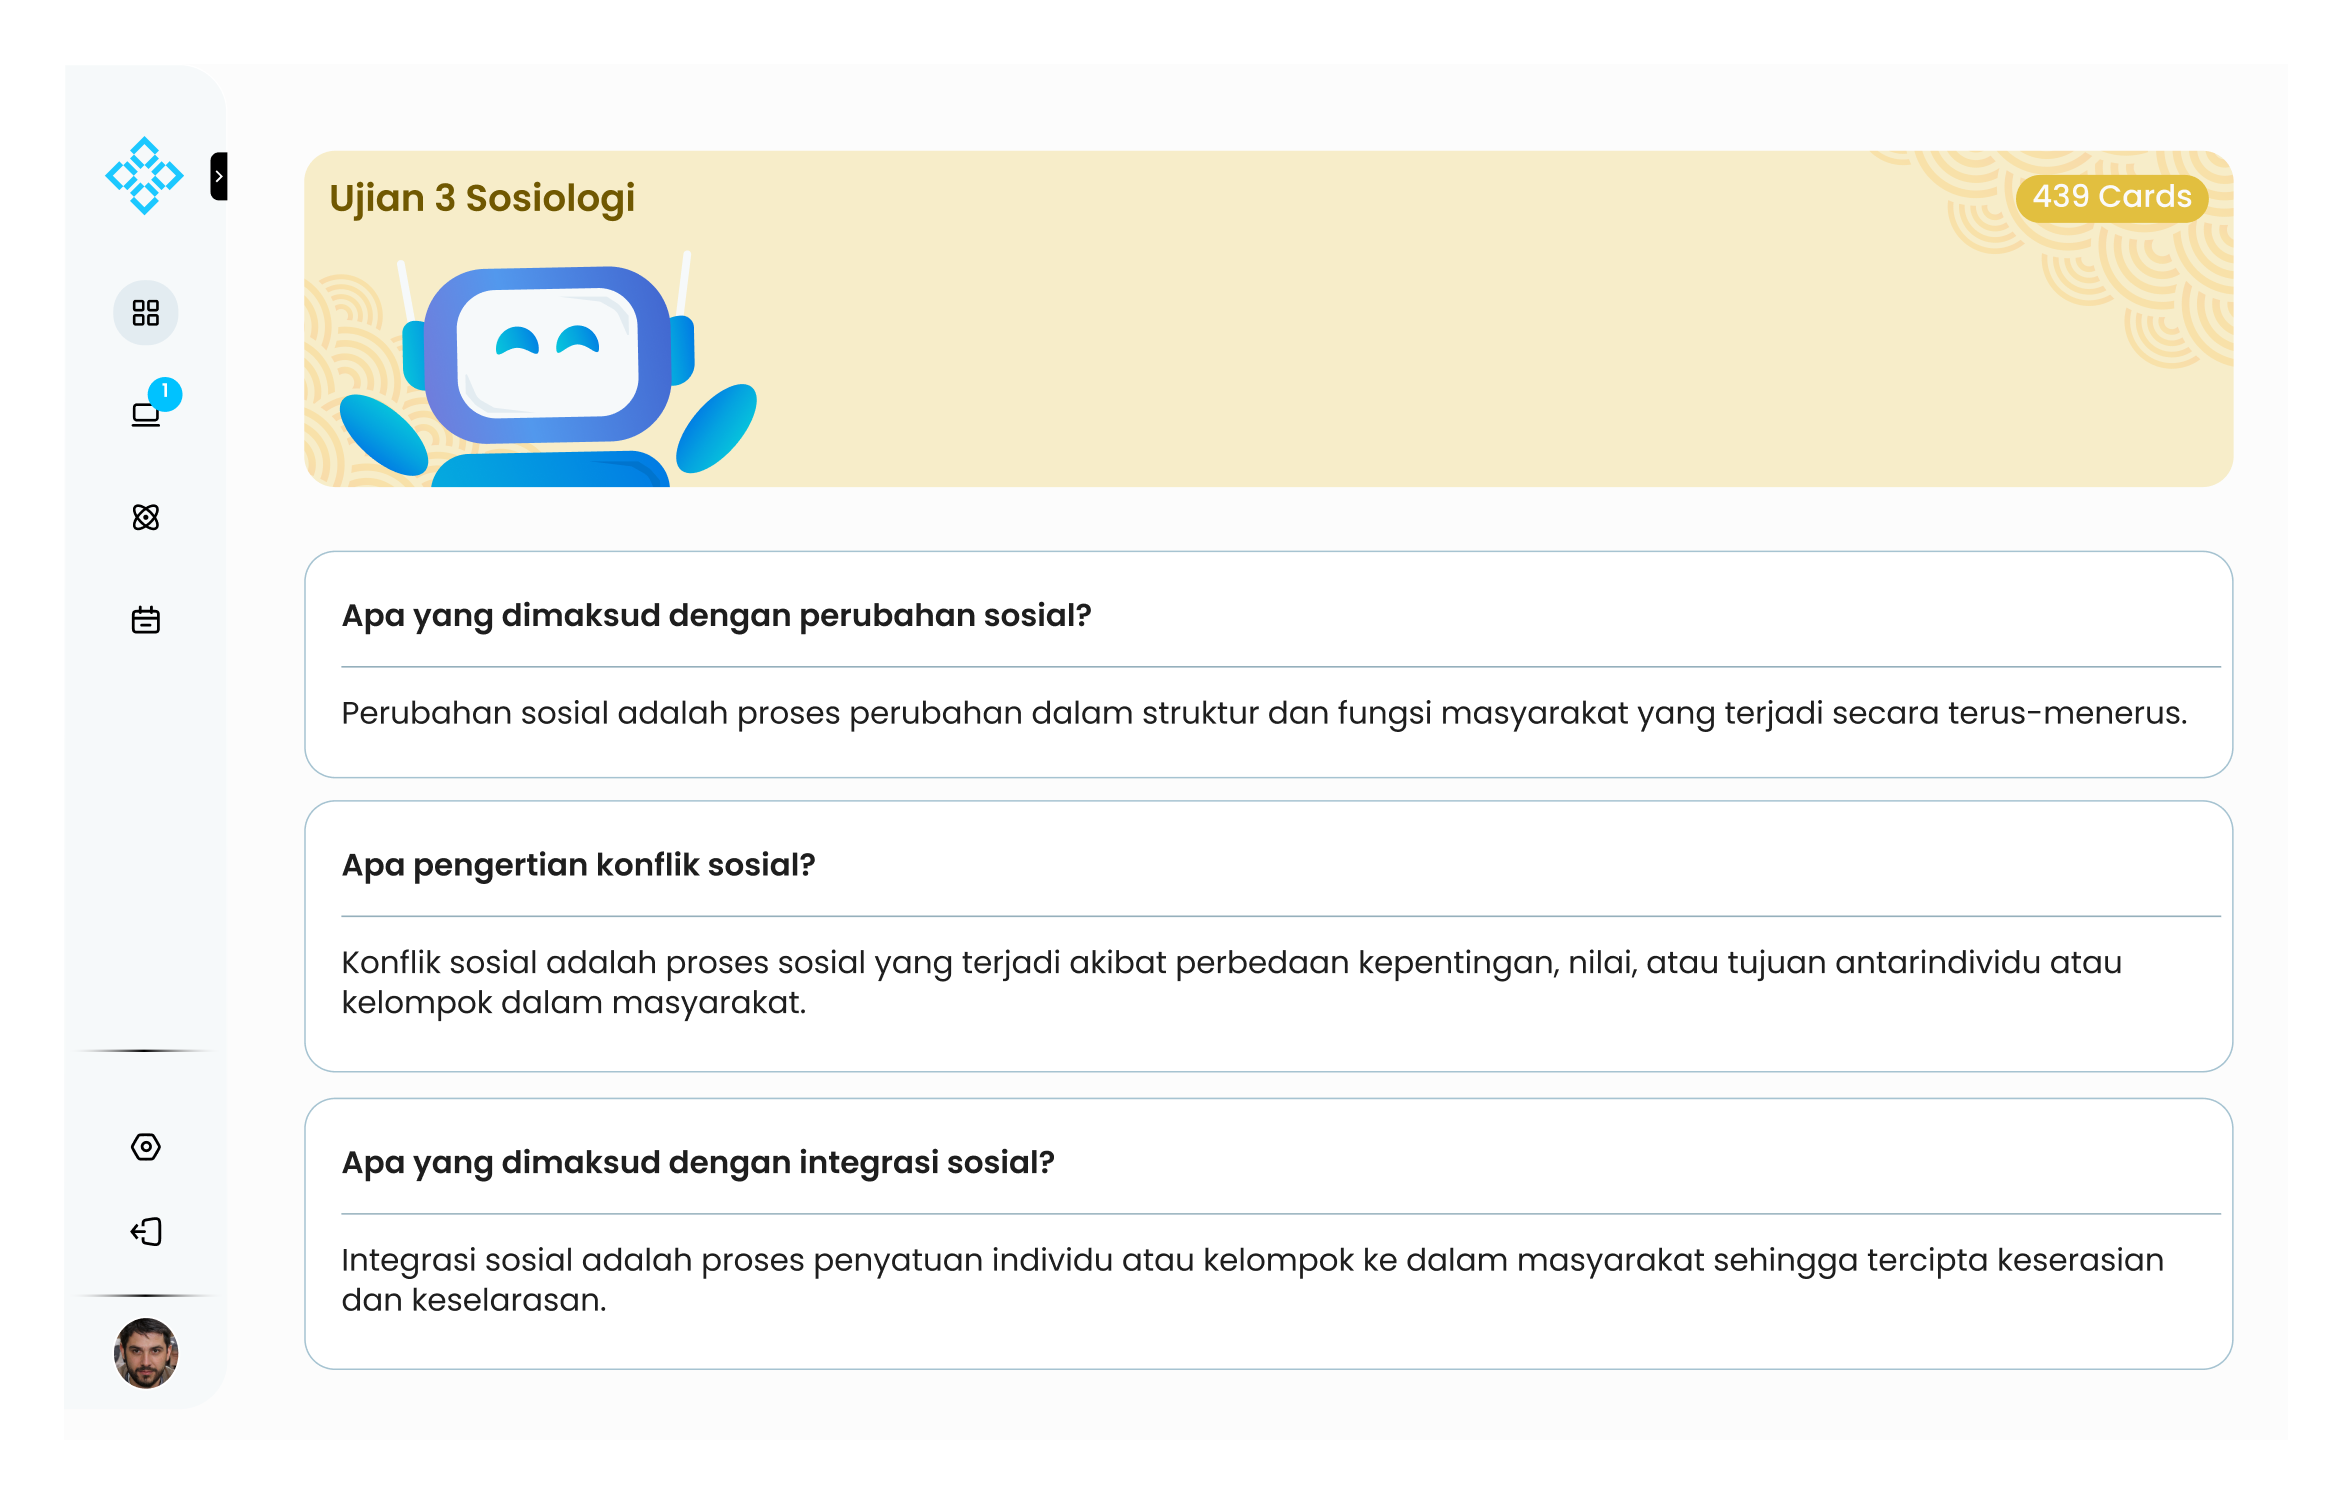 Ujian 3 Sosiologi
439 Cards
1
Apa yang dimaksud dengan perubahan sosial?
Perubahan sosial adalah proses perubahan dalam struktur dan fungsi masyarakat yang terjadi secara terus-menerus.
Apa pengertian konflik sosial?
Konflik sosial adalah proses sosial yang terjadi akibat perbedaan kepentingan, nilai, atau tujuan antarindividu atau
kelompok dalam masyarakat.
Apa yang dimaksud dengan integrasi sosial?
Integrasi sosial adalah proses penyatuan individu atau kelompok ke dalam masyarakat sehingga tercipta keserasian
dan keselarasan.